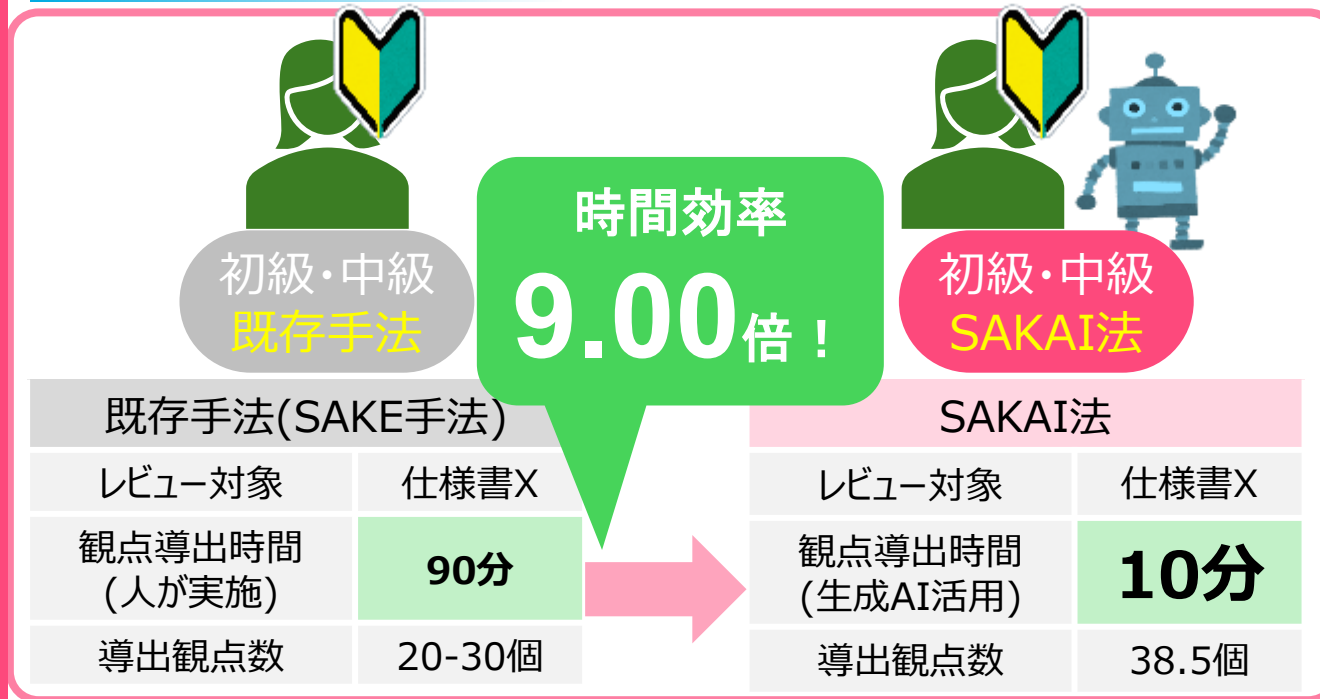 時間効率
9.00倍！
初級・中級
既存手法
初級・中級
SAKAI法
既存手法(SAKE手法)
レビュー対象 仕様書X
観点導出時間
(人が実施)
90分
導出観点数 20-30個
SAKAI法
レビュー対象 仕様書X
観点導出時間
(生成AI活用)
10分
導出観点数 38.5個